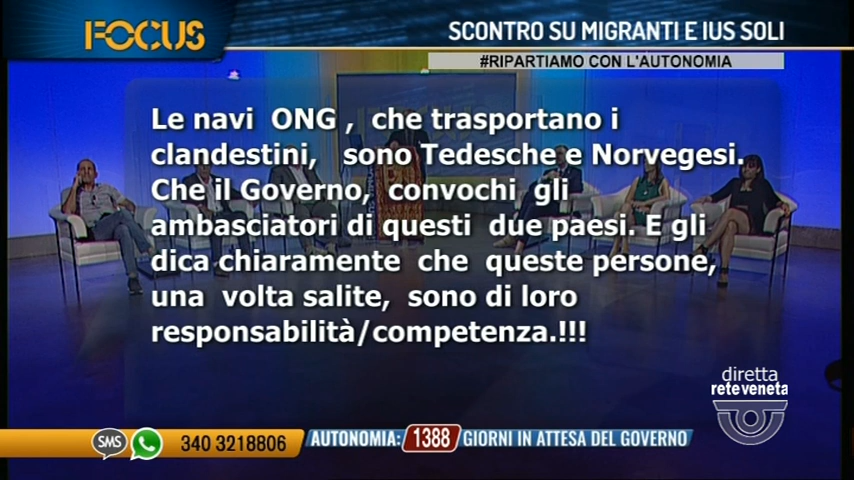 FOCUS
SCONTRO SU MIGRANTI E IUS SOLI
#RIPARTIAMO CON L'AUTONOMIA
Le navi ONG , che trasportano i
clandestini, sono Tedesche e Norvegesi.
Che il Governo, convochi gli
ambasciatori di questi due paesi. E gli
dica chiaramente che queste persone,
una volta salite, sono di loro
responsabilità/competenza.!!!
diretta
reteveneta
SMS 340 3218806 AUTONOMIA: 1388 GIORNI IN ATTESA DEL GOVERNO